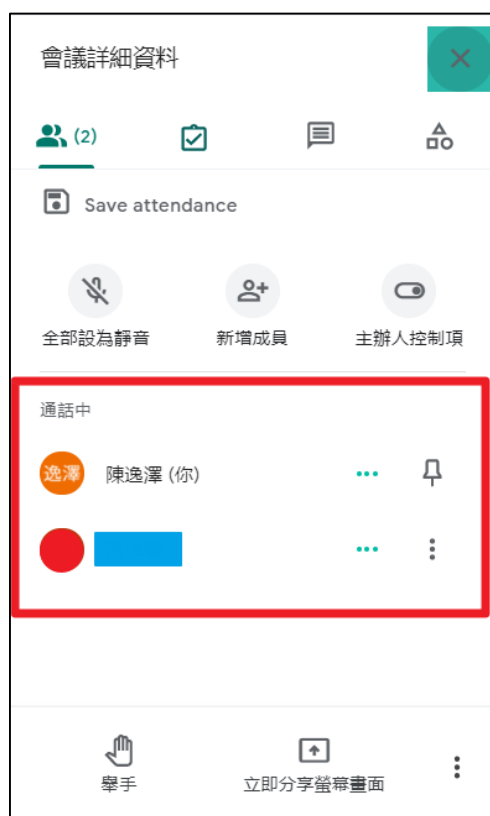 會議詳細資料
(2)
Save attendance
全部設為靜音
新增成員
主辦人控制項
通話中
逸澤
陳逸澤 (你)
舉手
立即分享螢幕畫面